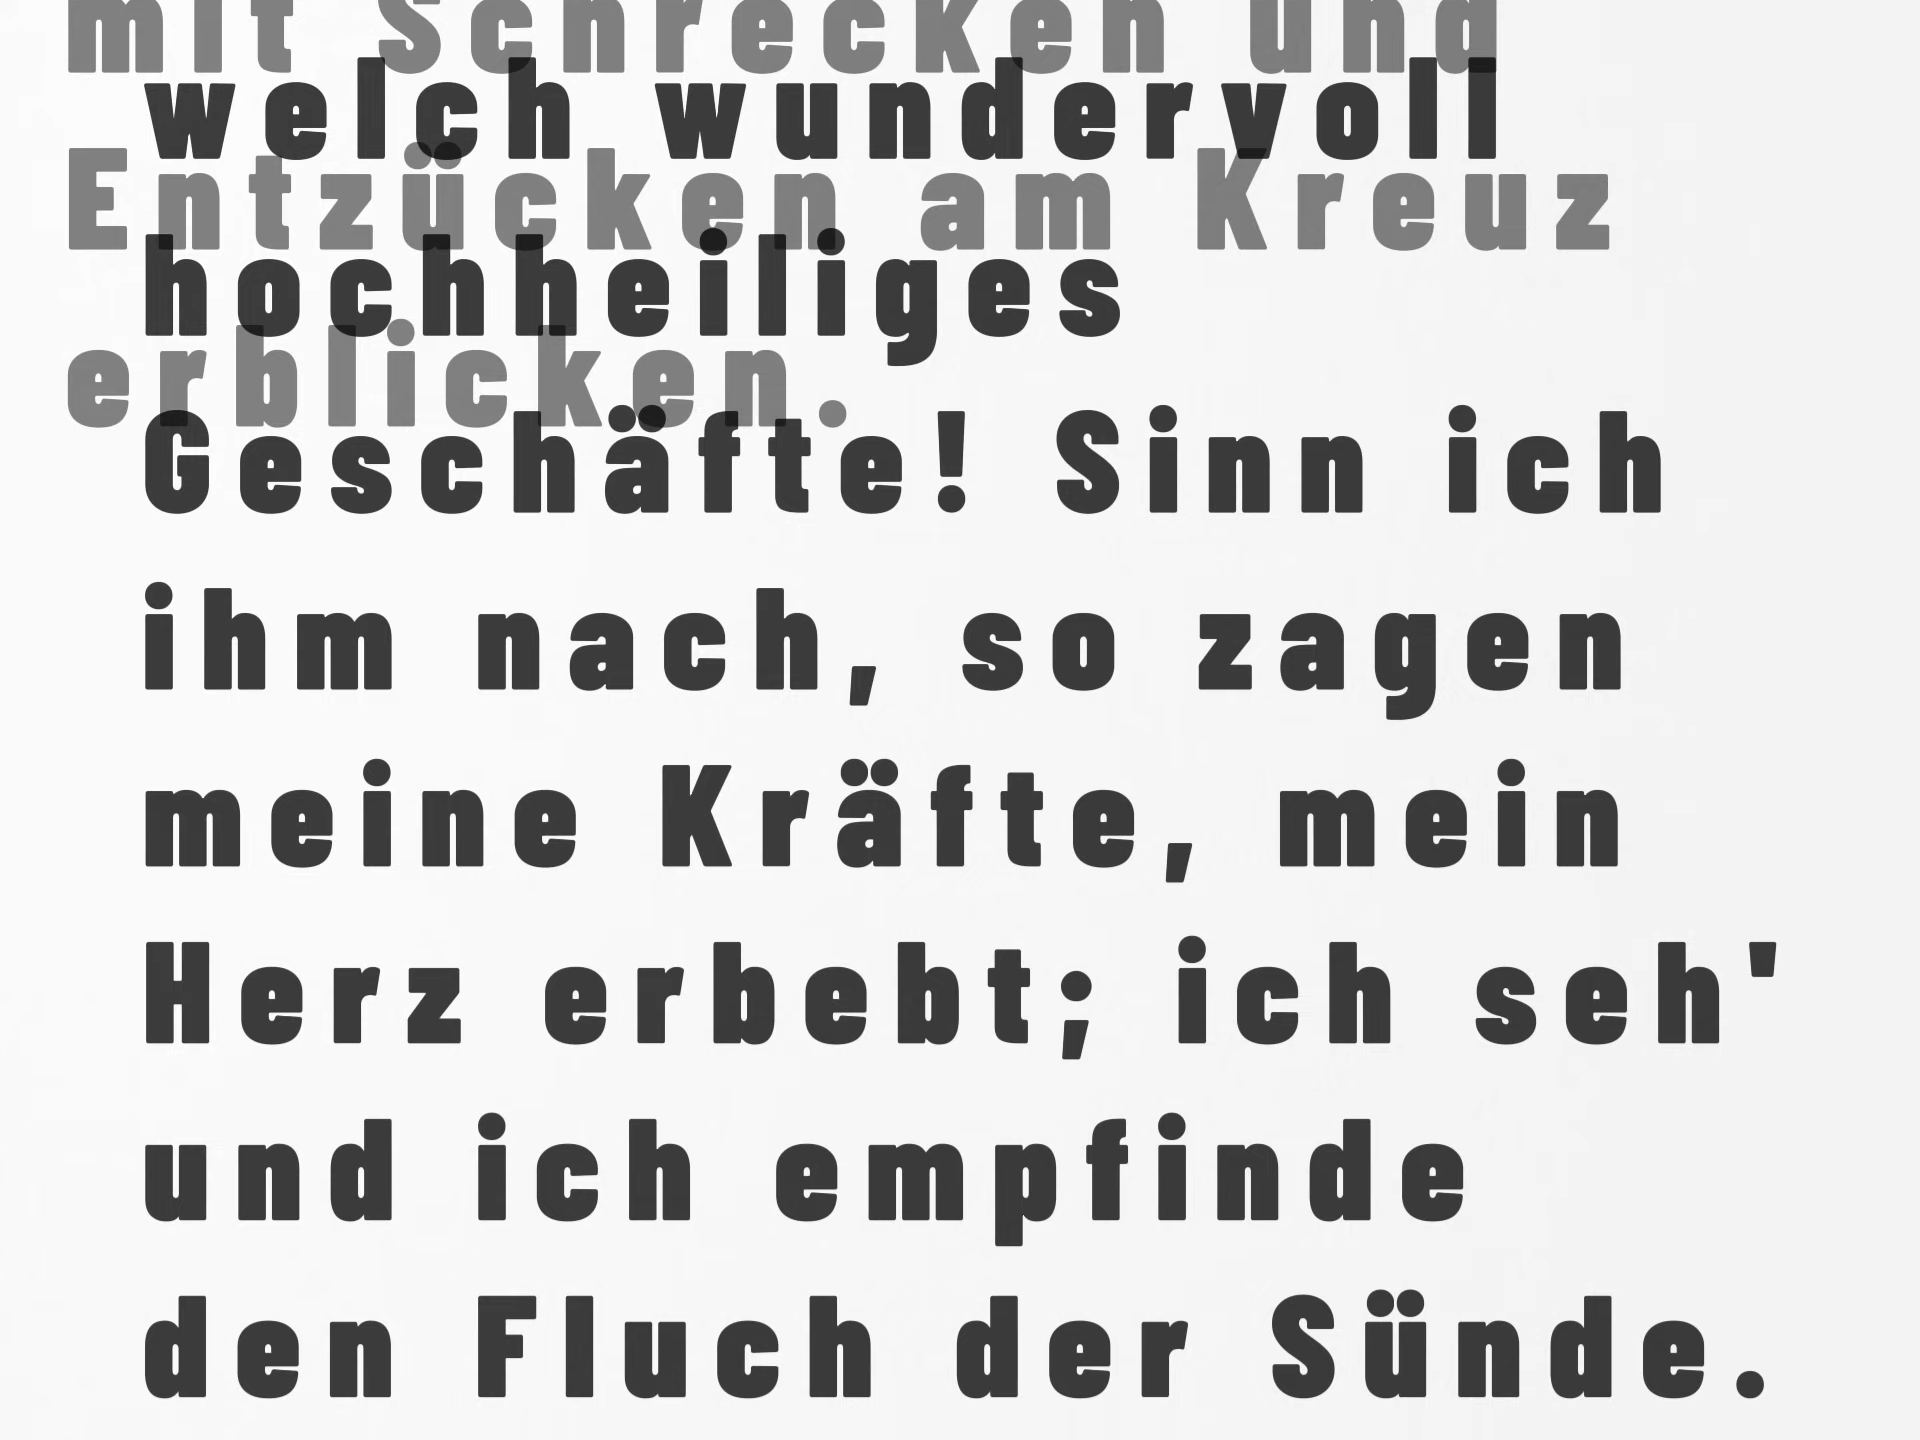 mit Schrecken und
Entzücken am Kreuz
erblicken.
welch wundervoll
hochheiliges
Geschäfte! Sinn ich
ihm nach, so zagen
meine Kräfte, mein
Herz erbebt; ich seh'
und ich empfinde
den Fluch der Sünde.